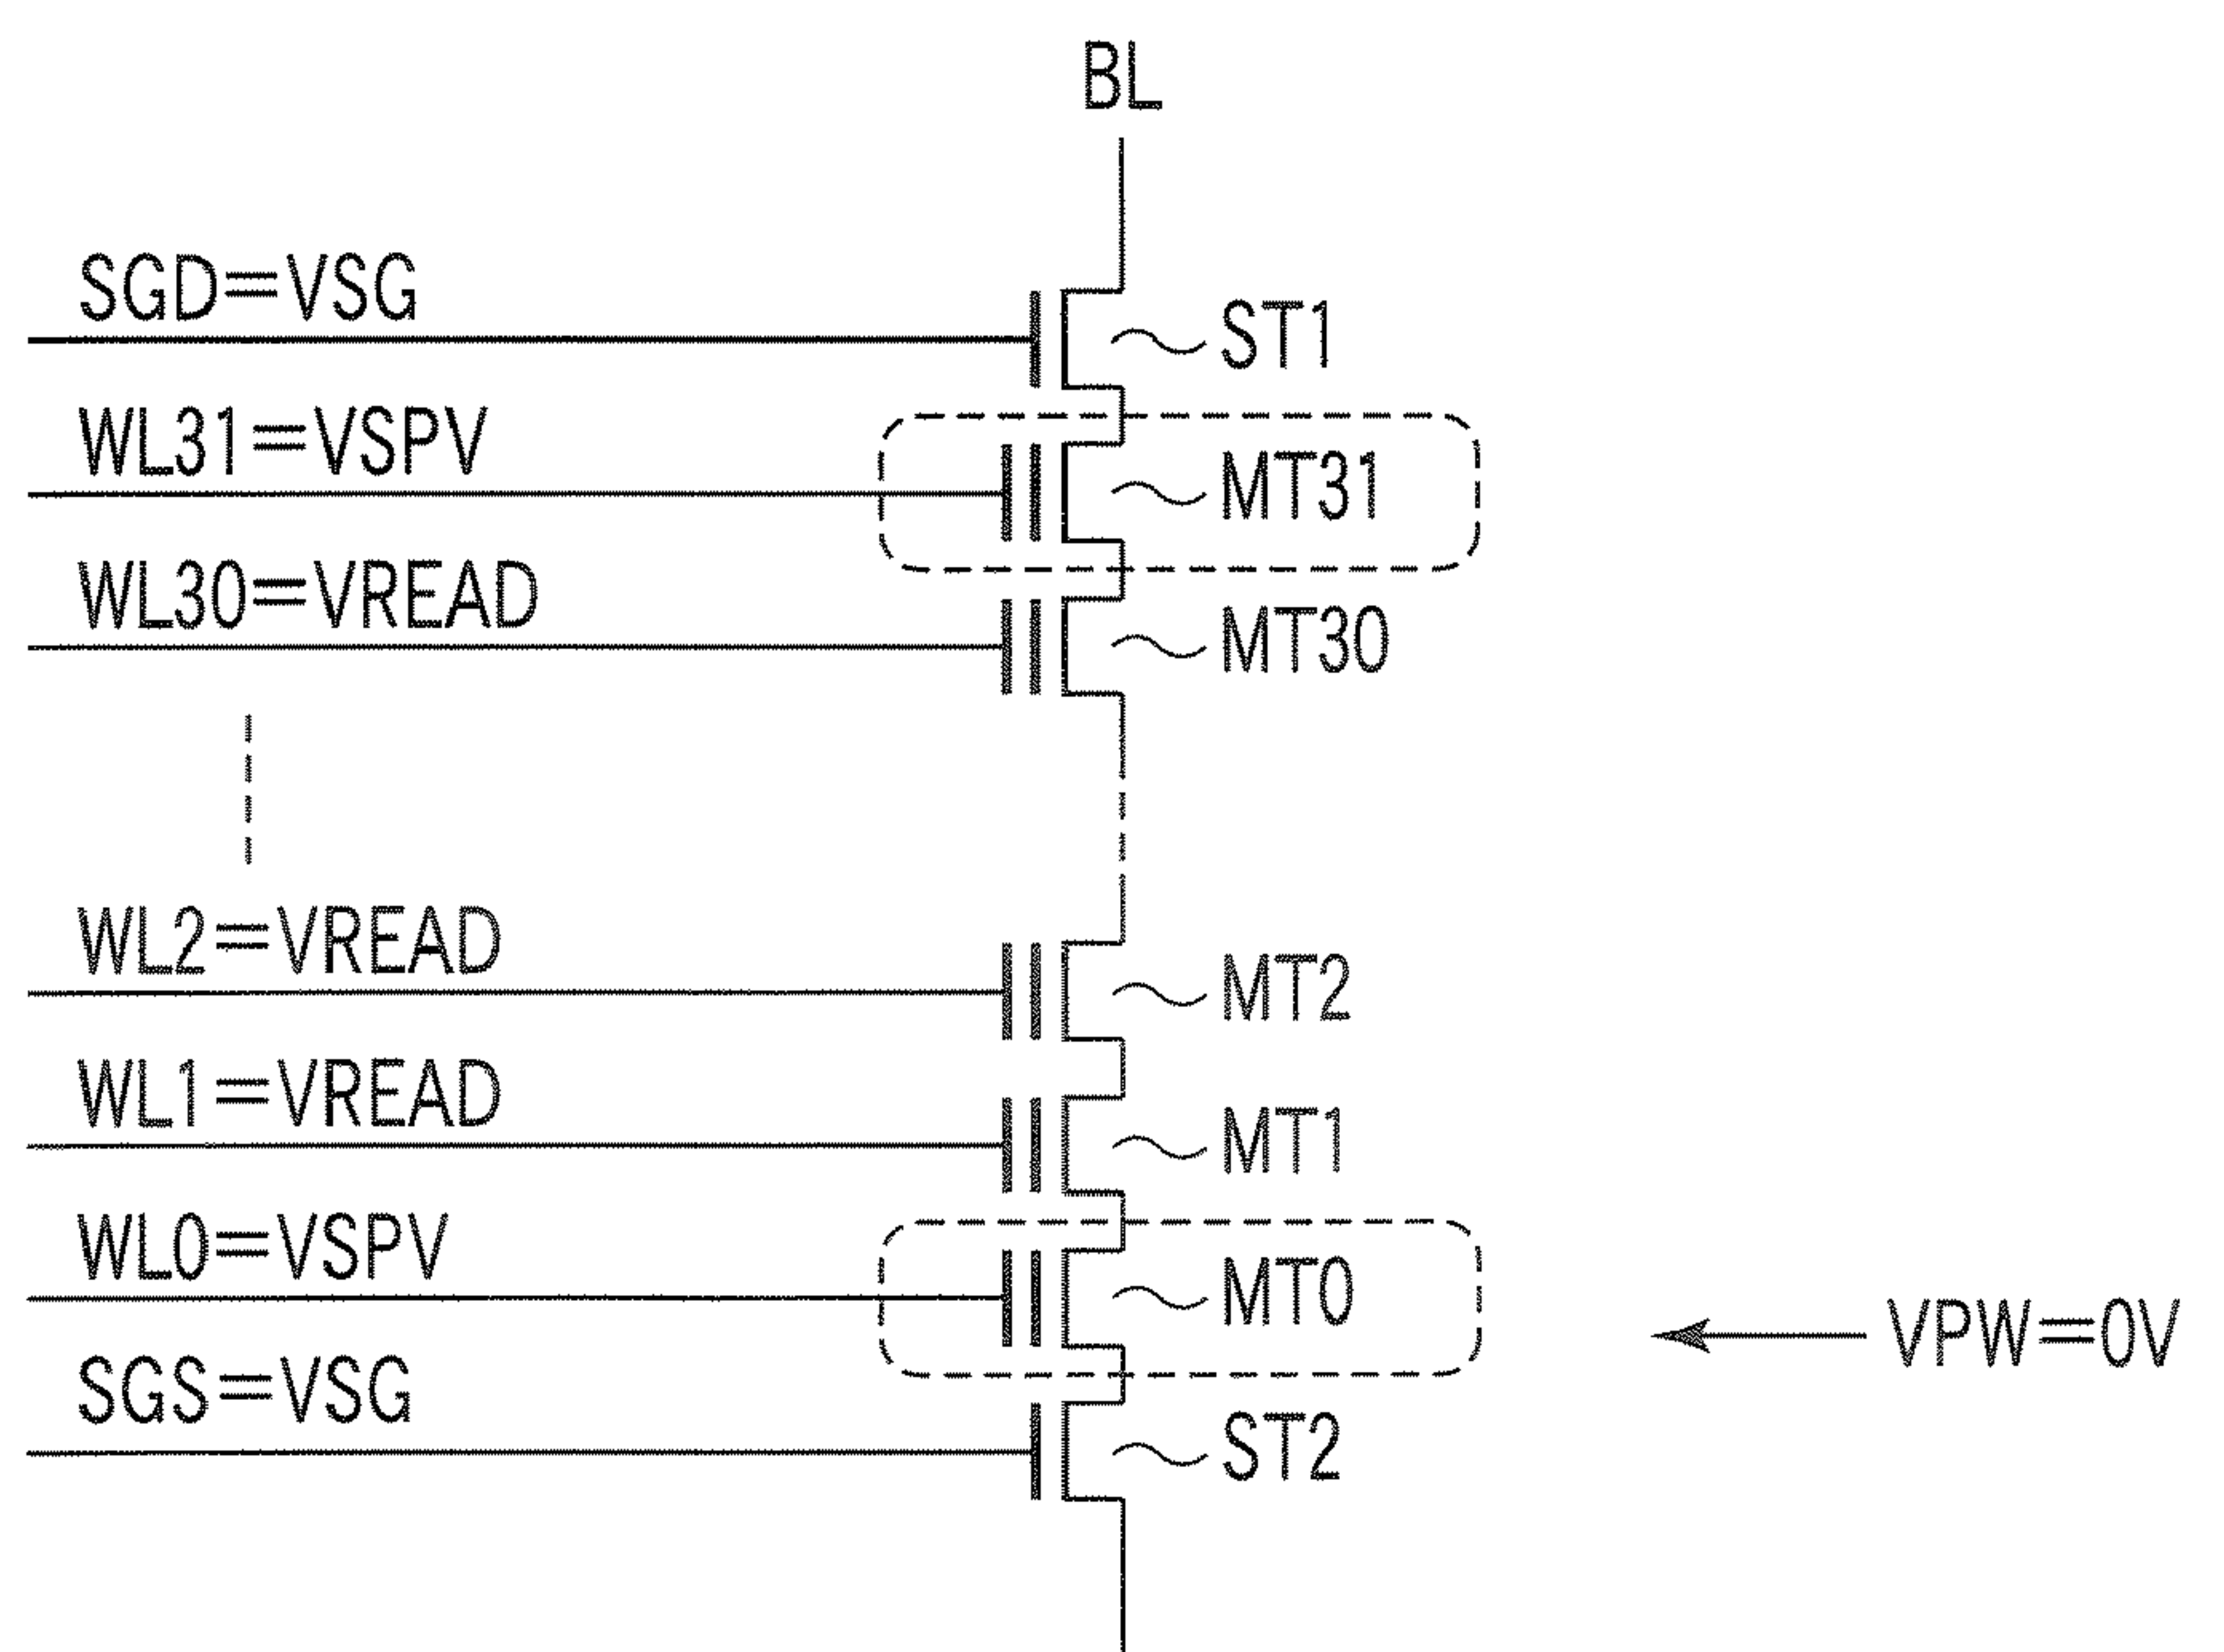 BL
SGD=VSG
ST1
WL31=VSPV
MT31
WL30=VREAD
MT30
WL2=VREAD
MT2
WL1=VREAD
MT1
WL0=VSPV
MT0
VPW=0V
SGS=VSG
ST2